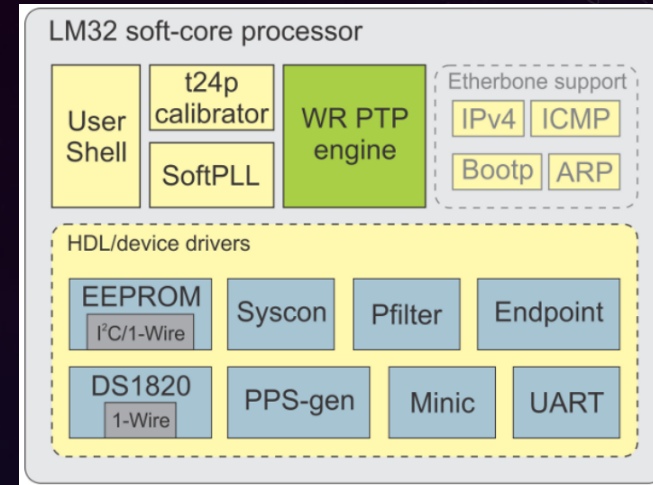 LM32 soft-core processor
User
Shell
t24p
calibrator
SoftPLL
WR PTP
engine
Etherbone support
IPv4
ICMP
Bootp
ARP
HDL/device drivers
EEPROM
I²C/1-Wire
Syscon
Pfilter
Endpoint
DS1820
1-Wire
PPS-gen
Minic
UART